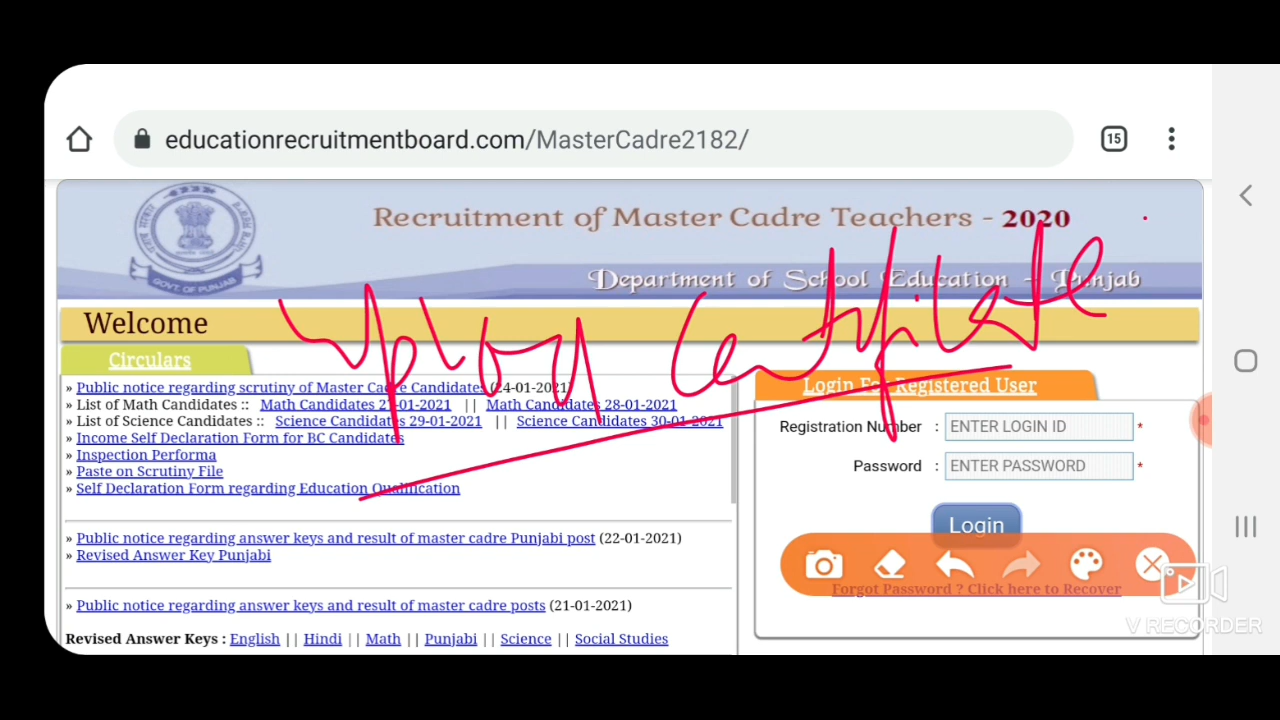 educationrecruitmentboard.com/MasterCadre2182/
15
Recruitment of Master Cadre Teachers - 2020
GOVT. OF PUNJAB
Department of School Education - Punjab
Welcome
Circulars
» Public notice regarding scrutiny of Master Cadre Candidates (24-01-2021)
» List of Math Candidates :: Math Candidates 27-01-2021 || Math Candidates 28-01-2021
» List of Science Candidates :: Science Candidates 29-01-2021 || Science Candidates 30-01-2021
» Income Self Declaration Form for BC Candidates
» Inspection Performa
» Paste on Scrutiny File
» Self Declaration Form regarding Education Qualification
» Public notice regarding answer keys and result of master cadre Punjabi post (22-01-2021)
» Revised Answer Key Punjabi
» Public notice regarding answer keys and result of master cadre posts (21-01-2021)
Revised Answer Keys : English || Hindi || Math || Punjabi || Science || Social Studies
Login For Registered User
Registration Number : ENTER LOGIN ID *
Password : ENTER PASSWORD *
Login
Forgot Password ? Click here to Recover
V RECORDER